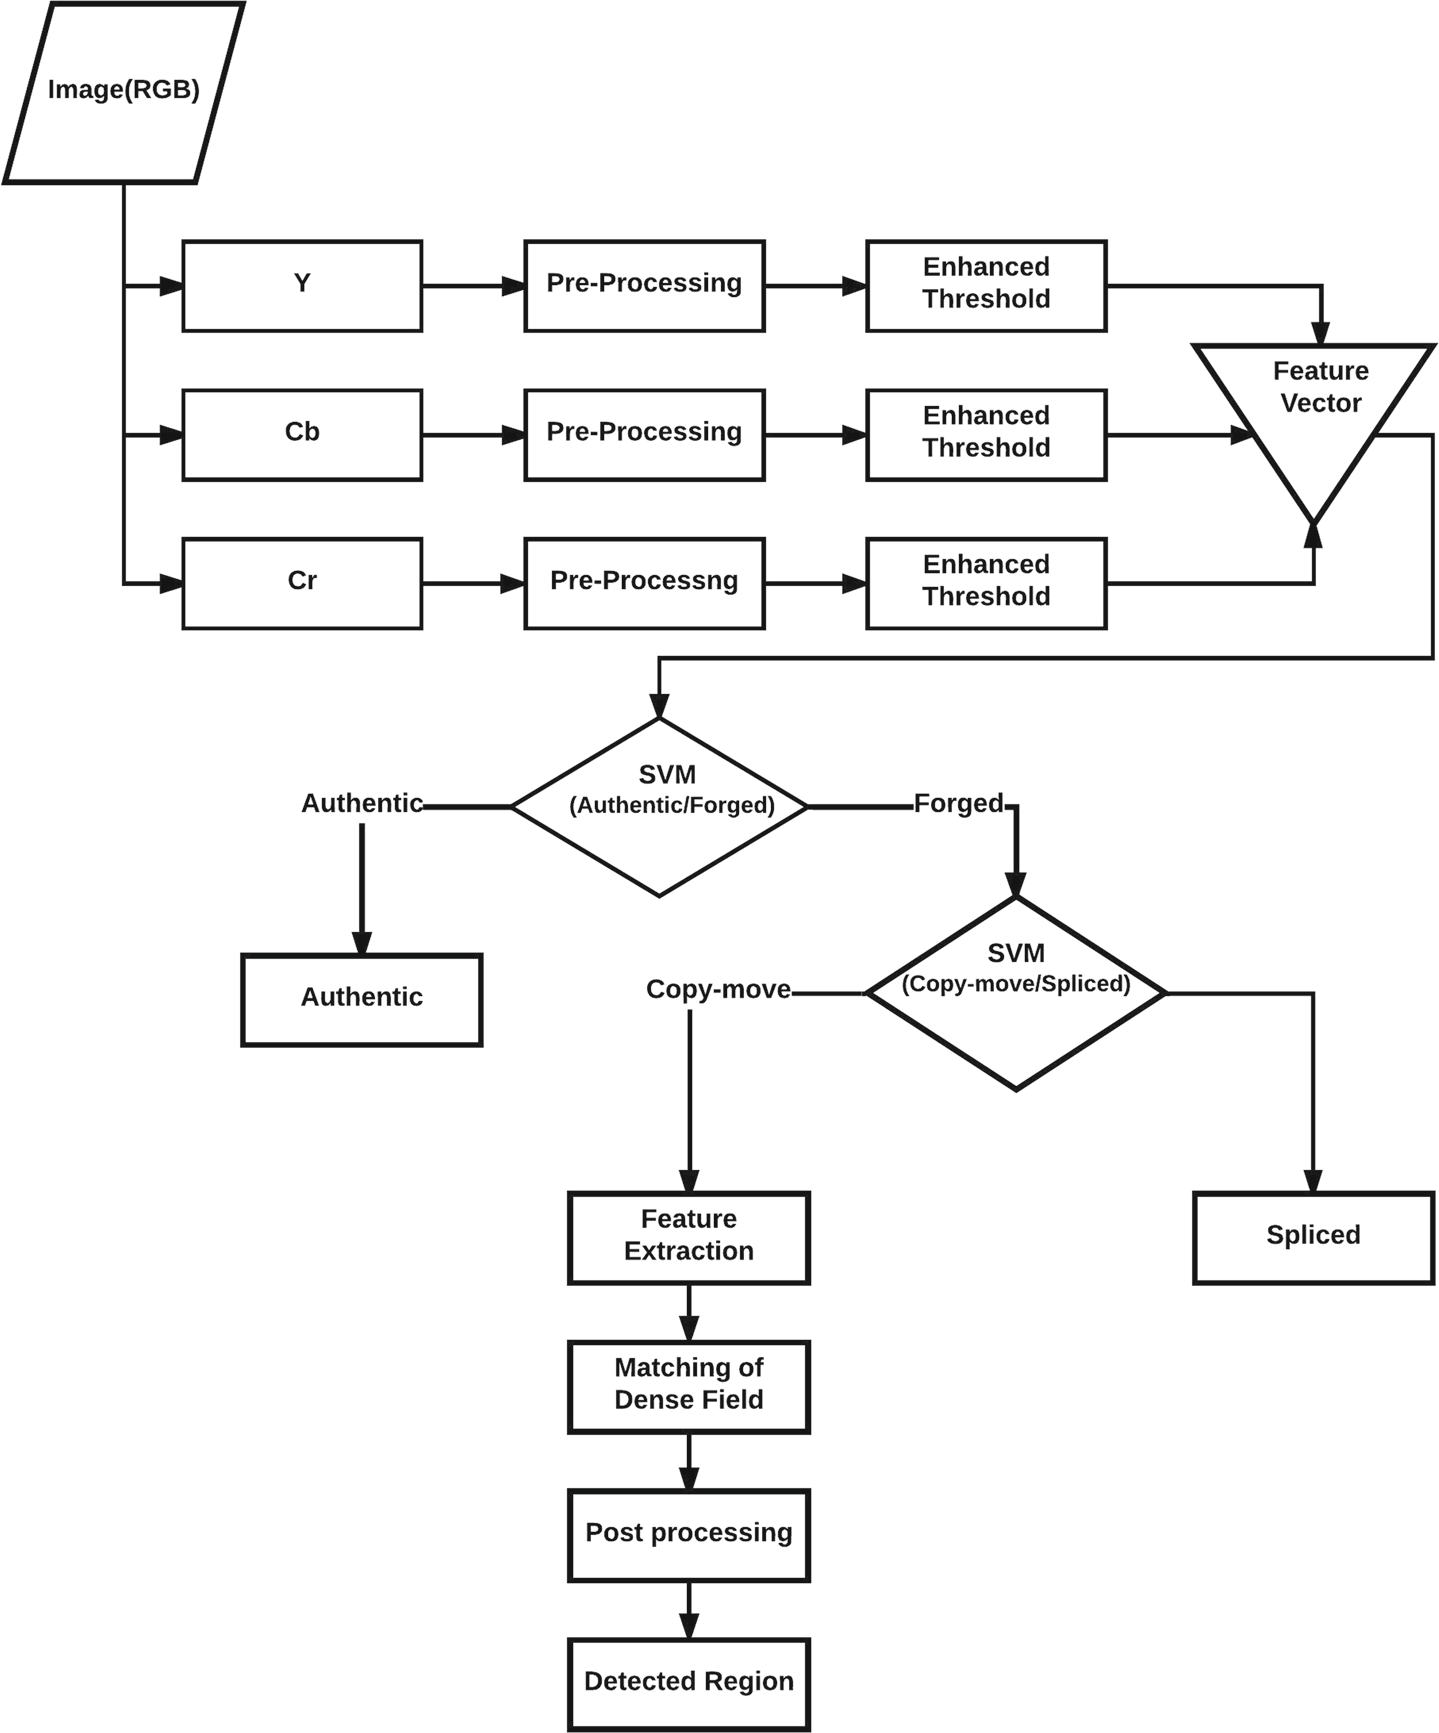 Image(RGB)
Y
Pre-Processing
Enhanced
Threshold
Feature
Vector
Cb
Pre-Processing
Enhanced
Threshold
Cr
Pre-Processng
Enhanced
Threshold
SVM
(Authentic/Forged)
Authentic
Forged
Authentic
SVM
(Copy-move/Spliced)
Copy-move
Feature
Extraction
Spliced
Matching of
Dense Field
Post processing
Detected Region